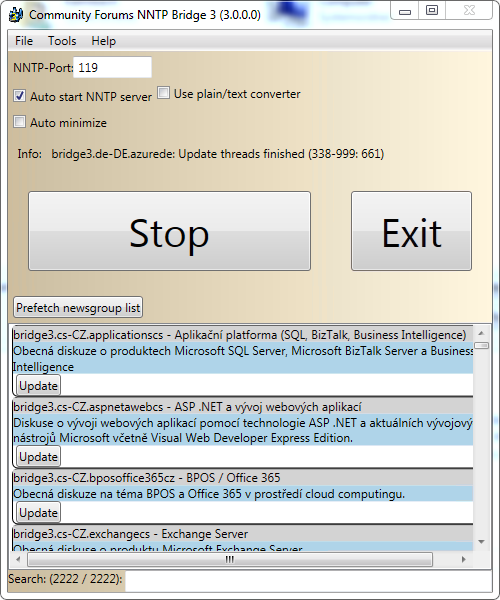 Community Forums NNTP Bridge 3 (3.0.0.0)
File Tools Help
NNTP-Port: 119
Auto start NNTP server Use plain/text converter
Auto minimize
Info: bridge3.de-DE.azurede: Update threads finished (338-999: 661)
Stop Exit
Prefetch newsgroup list
bridge3.cs-CZ.applicationscs - Aplikační platforma (SQL, BizTalk, Business Intelligence)
Obecná diskuze o produktech Microsoft SQL Server, Microsoft BizTalk Server a Business
Intelligence
Update
bridge3.cs-CZ.aspnetawebcs - ASP .NET a vývoj webových aplikací
Diskuse o vývoji webových aplikací pomocí technologie ASP .NET a aktuálních vývojový
nástrojů Microsoft včetně Visual Web Developer Express Edition.
Update
bridge3.cs-CZ.bposoffice365cz - BPOS / Office 365
Obecná diskuze na téma BPOS a Office 365 v prostředí cloud computingu.
Update
bridge3.cs-CZ.exchangecs - Exchange Server
Obecná diskuze o produktu Microsoft Exchange Server
Search: (2222 / 2222):